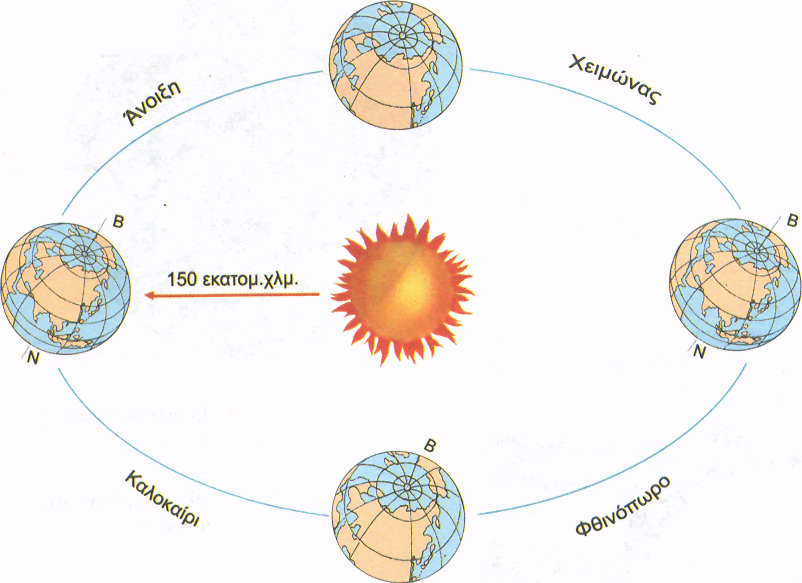 Άνοιξη
Χειμώνας
Β
Β
150 εκατομ.χλμ.
Ν
Ν
Β
Καλοκαίρι
Φθινόπωρο